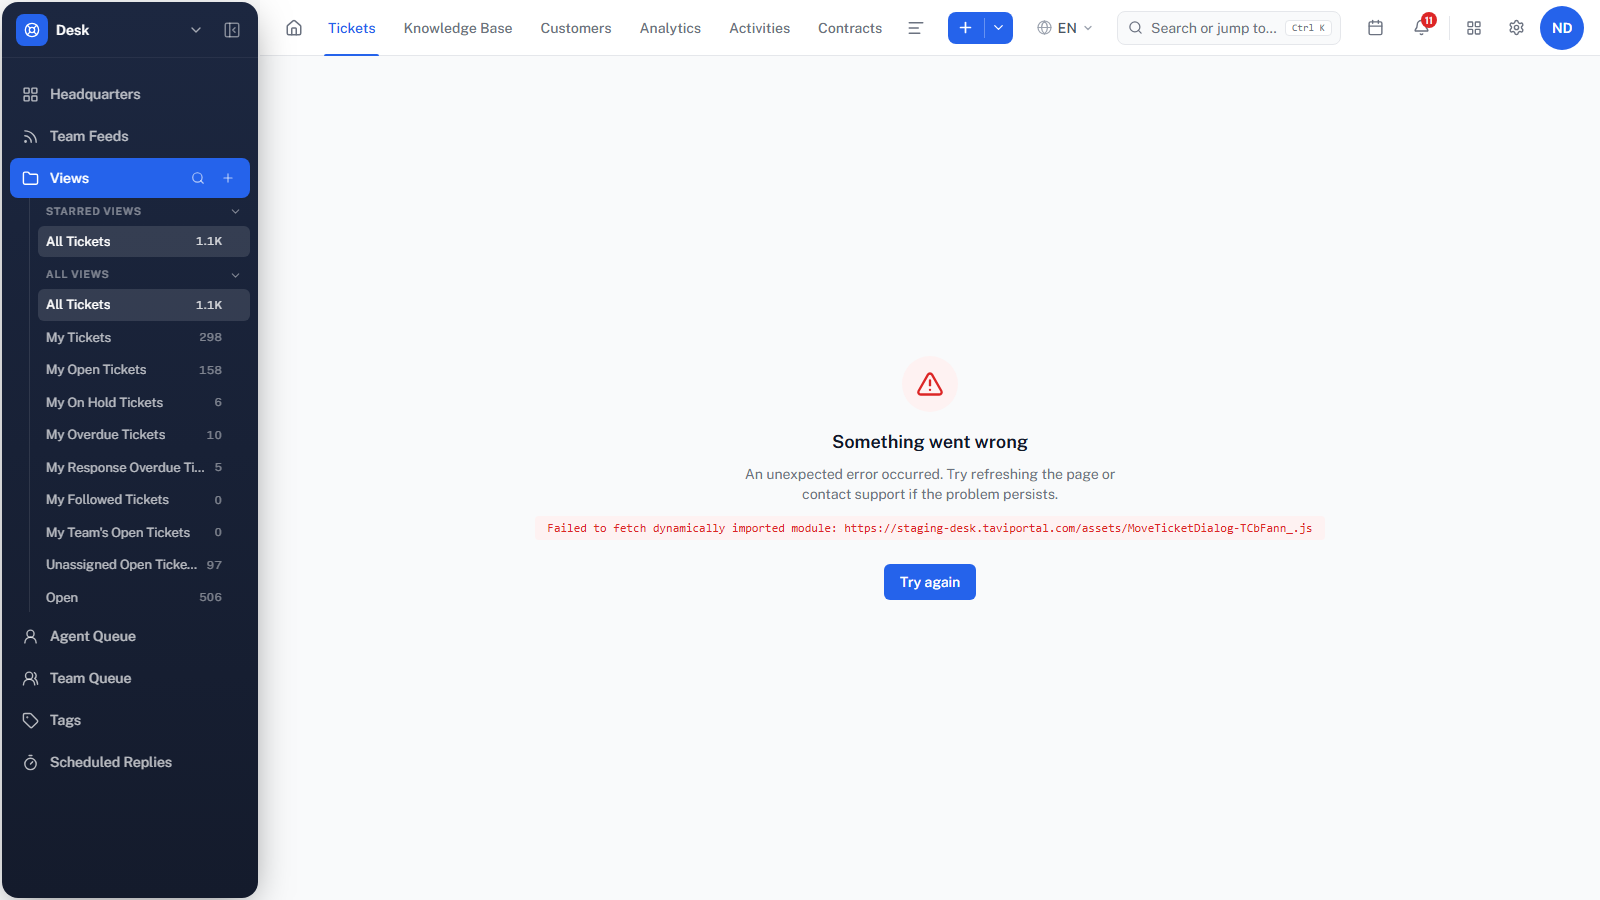 Desk
Headquarters
Team Feeds
Views
STARRED VIEWS
All Tickets 1.1K
ALL VIEWS
All Tickets 1.1K
My Tickets 298
My Open Tickets 158
My On Hold Tickets 6
My Overdue Tickets 10
My Response Overdue Ti... 5
My Followed Tickets 0
My Team's Open Tickets 0
Unassigned Open Ticke... 97
Open 506
Agent Queue
Team Queue
Tags
Scheduled Replies
Tickets Knowledge Base Customers Analytics Activities Contracts EN Search or jump to... Ctrl K 11 ND
Something went wrong
An unexpected error occurred. Try refreshing the page or
contact support if the problem persists.
Failed to fetch dynamically imported module: https://staging-desk.taviportal.com/assets/MoveTicketDialog-TCbFann_.js
Try again